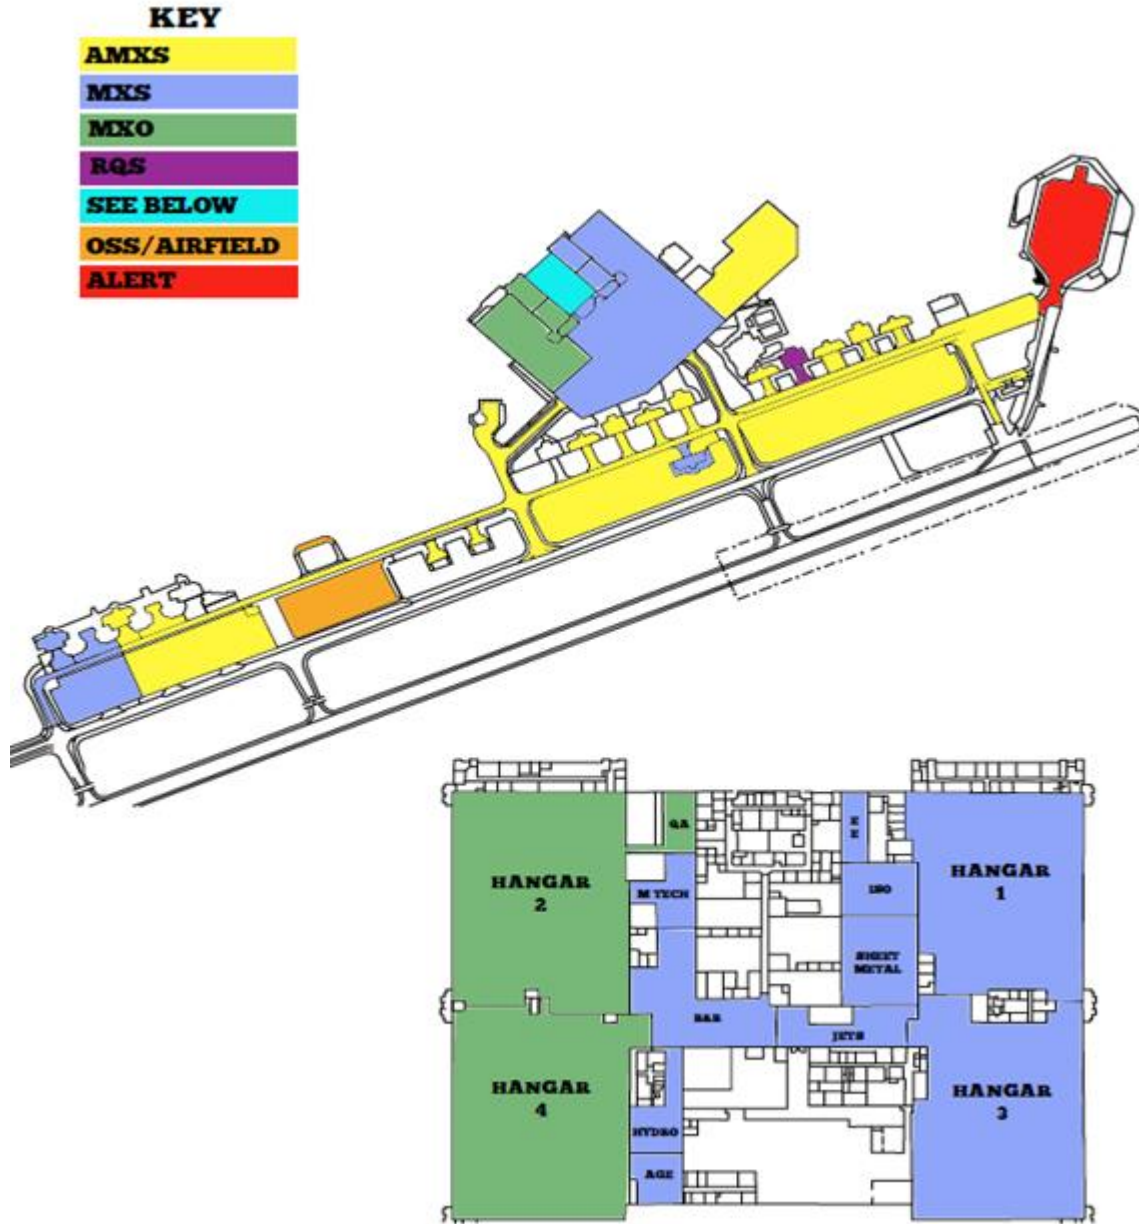 KEY
AMXS
MXS
MXO
RQS
SEE BELOW
OSS/AIRFIELD
ALERT
QA
HANGAR
2
M TECH
ISO
HANGAR
1
SHEET
METAL
JETS
HANGAR
4
HANGAR
3
HYDRO
AGE